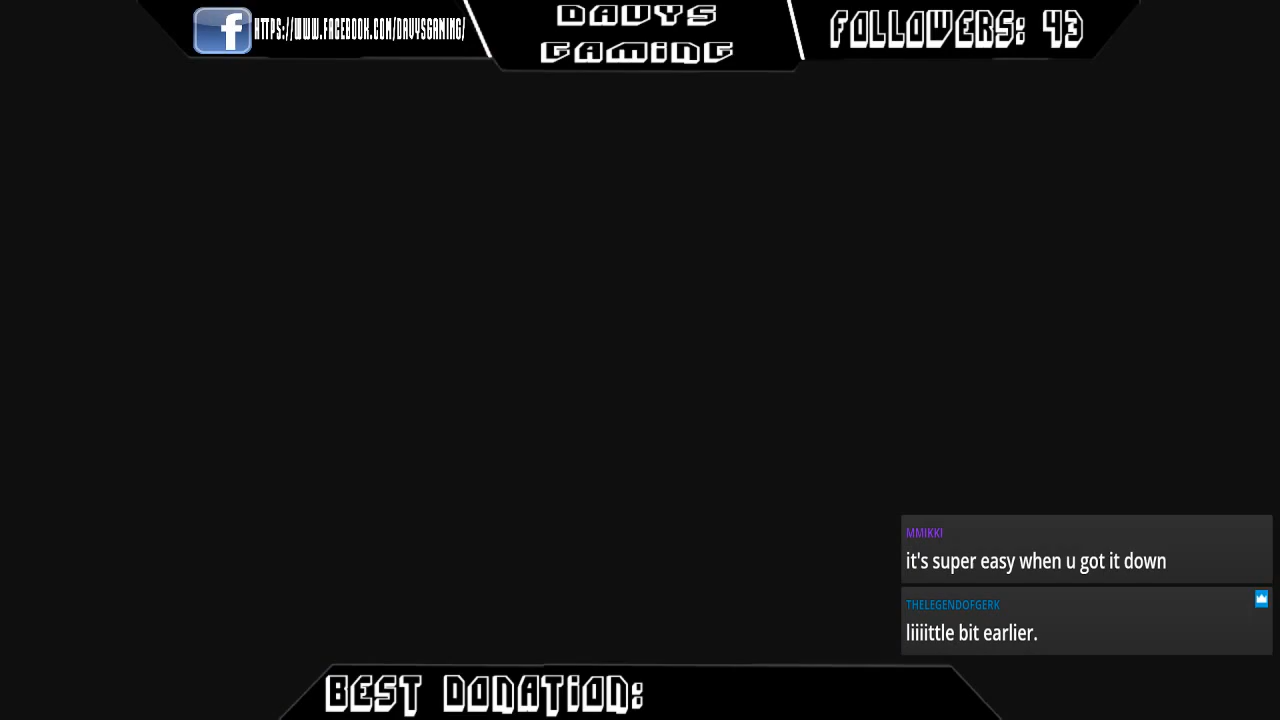 HTTPS://WWW.FACEBOOK.COM/DAVYSGAMING/
DAVYS
GAMING
FOLLOWERS: 43
MMIKKI
it's super easy when u got it down
THELEGENDOFGERK
liiiittle bit earlier.
BEST DONATION: